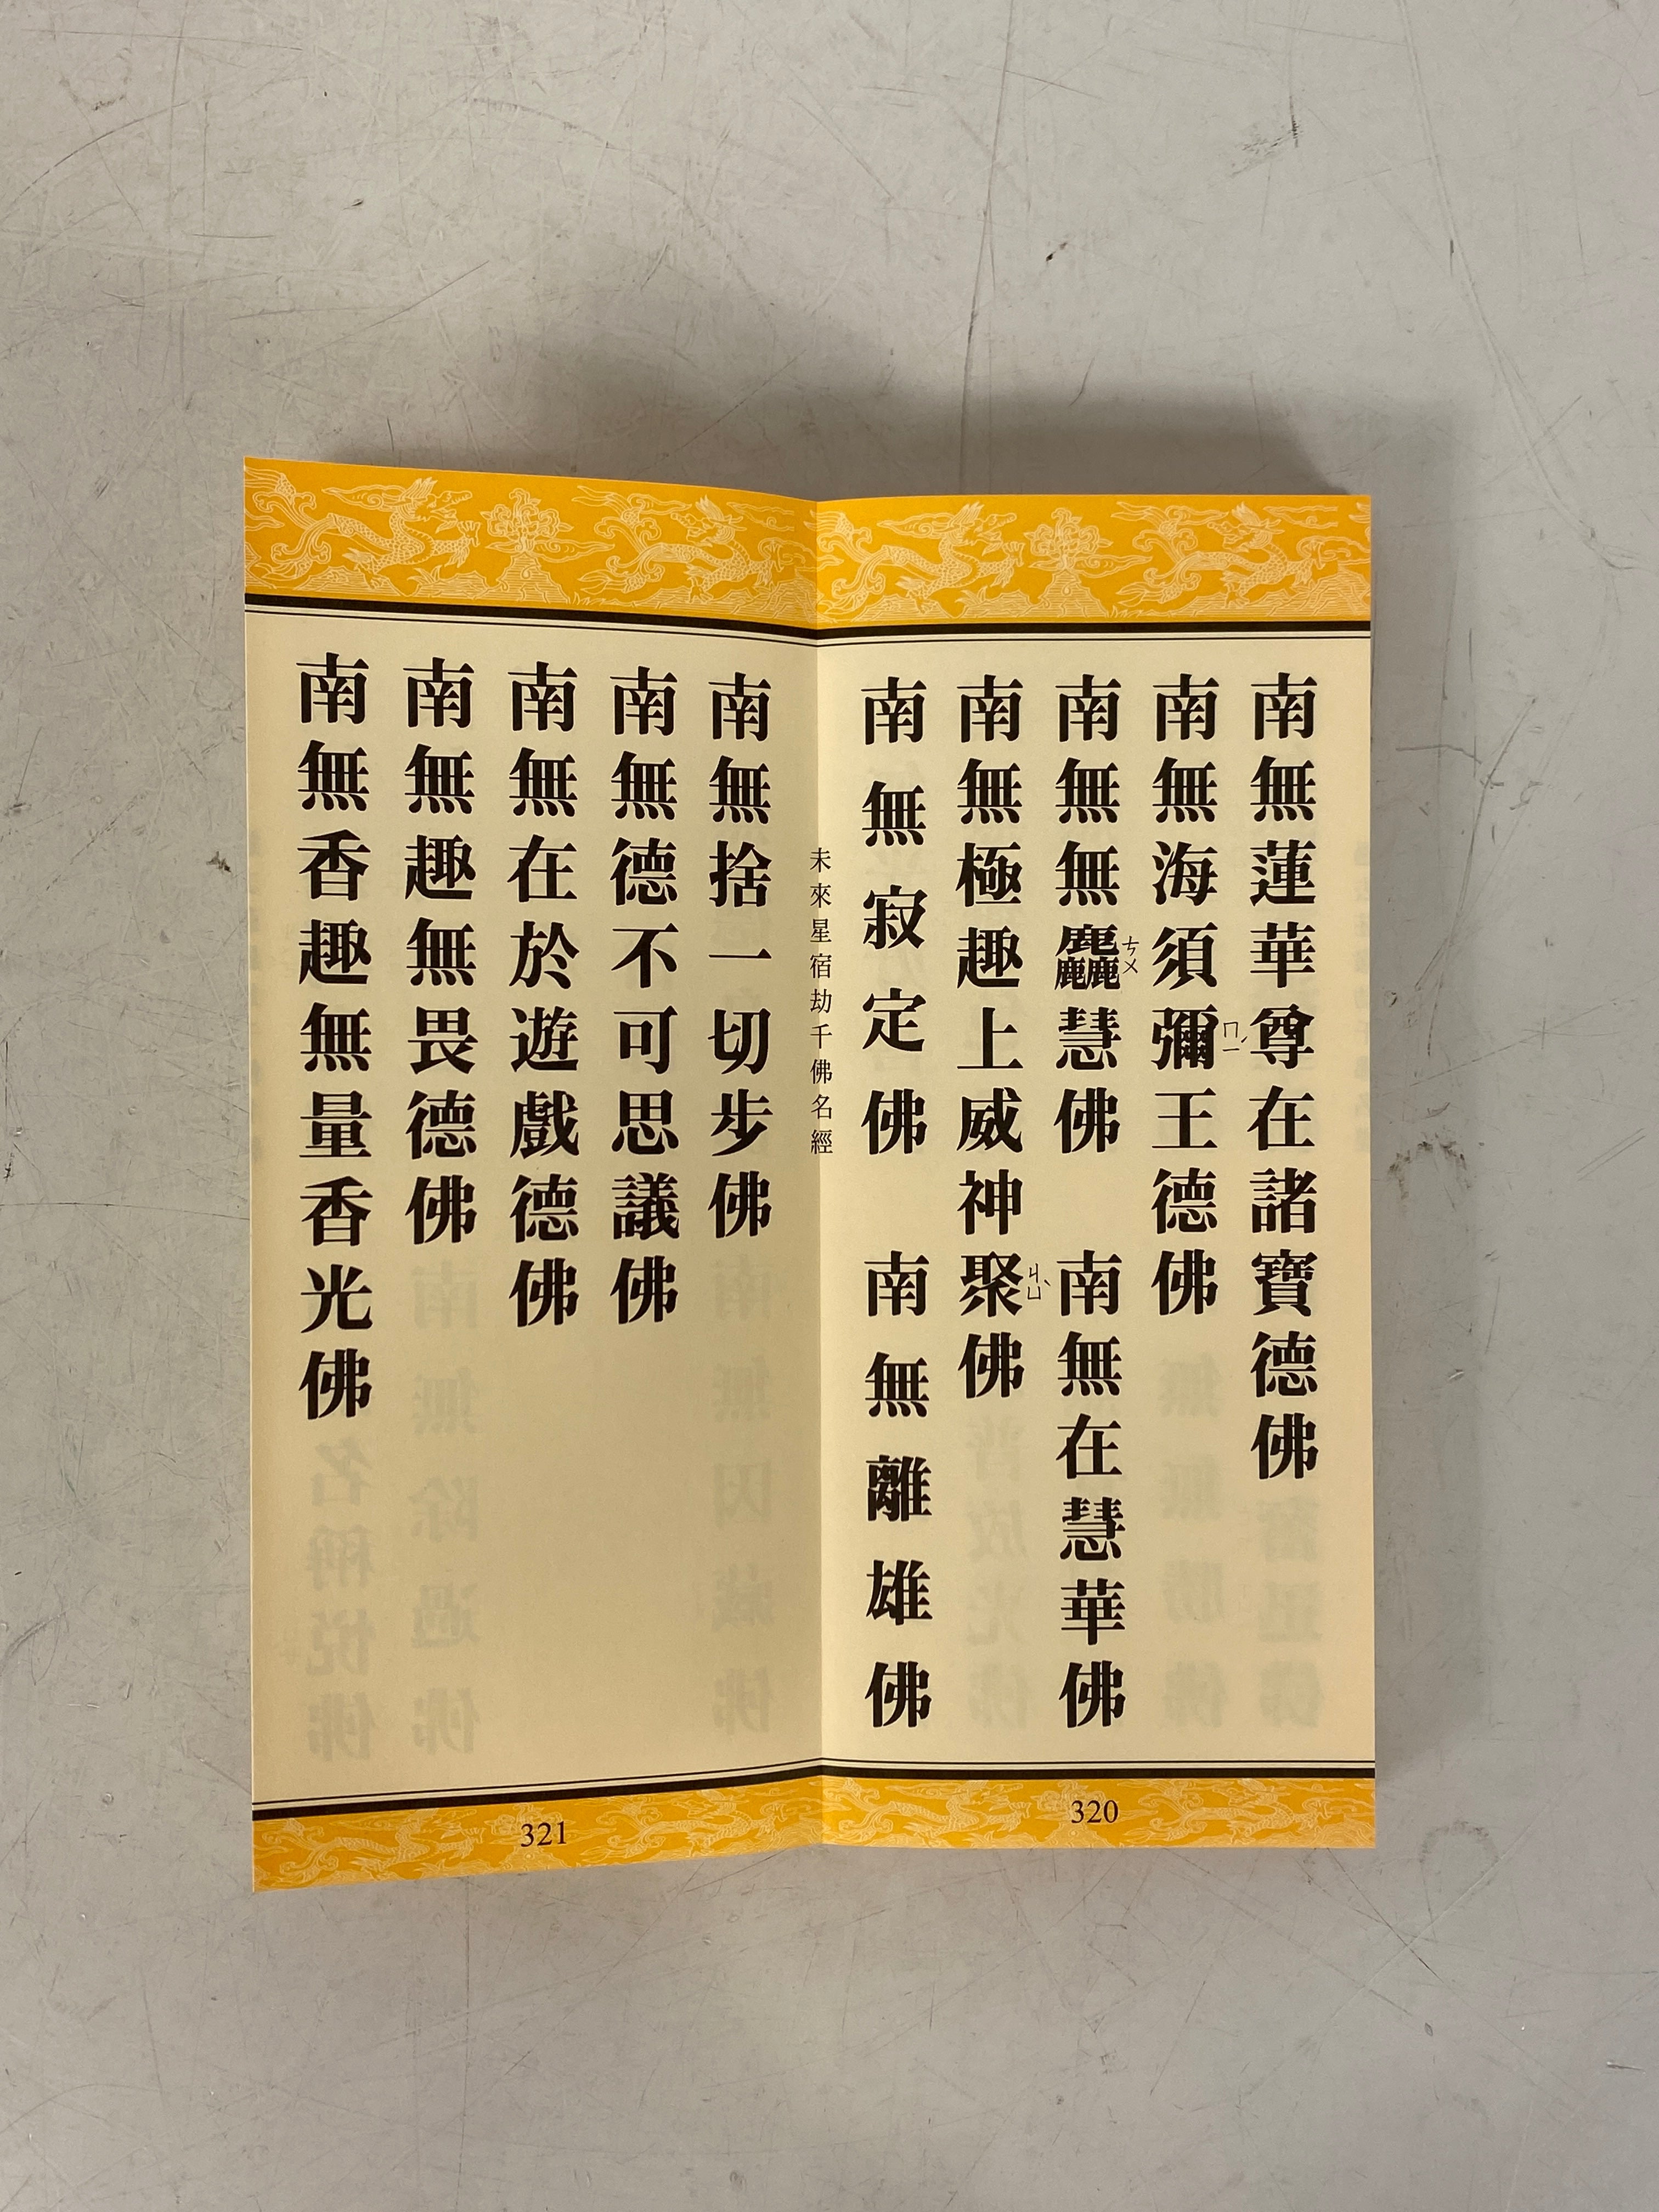 南無蓮華尊在諸寶德佛
南無海須彌王德佛
ㄇㄧˊ
南無無麤慧佛　南無在慧華佛
ㄘㄨ
南無極趣上威神聚佛
ㄐㄩˋ
南無寂定佛　南無離雄佛
320
未來星宿劫千佛名經
南無捨一切步佛
南無德不可思議佛
南無在於遊戲德佛
南無趣無畏德佛
南無香趣無量香光佛
321